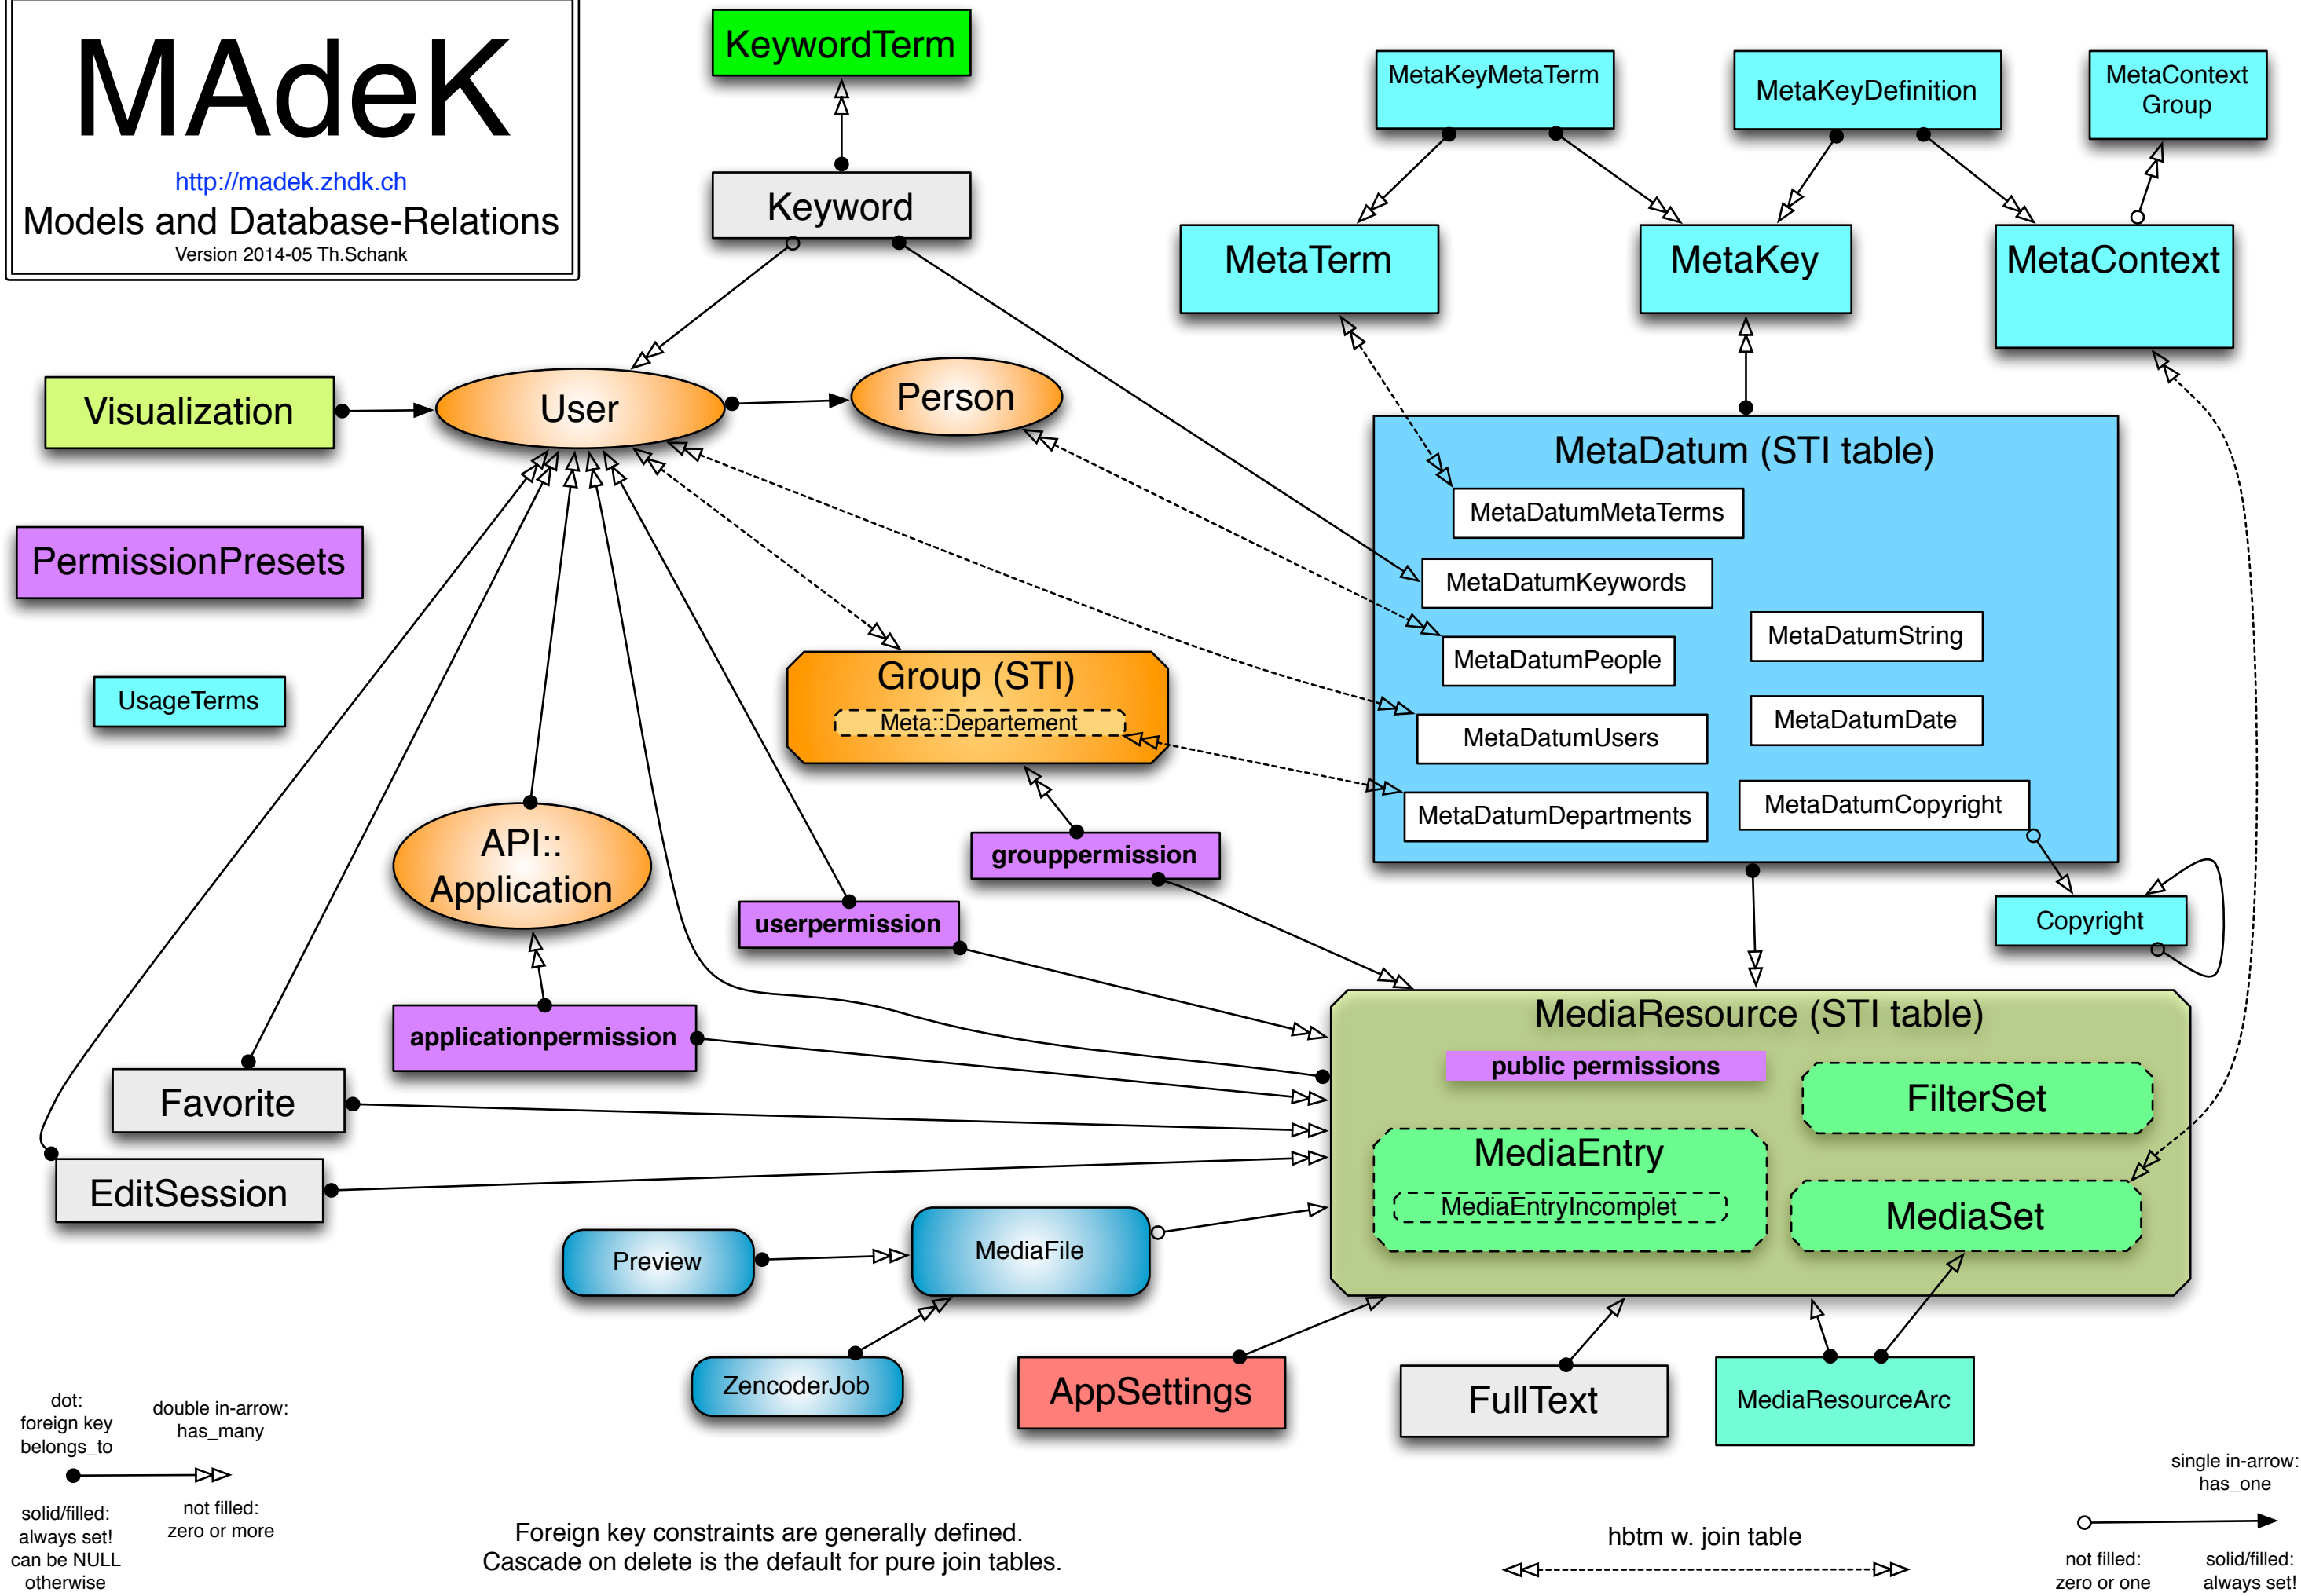 MAdeK
http://madek.zhdk.ch
Models and Database-Relations
Version 2014-05 Th.Schank
KeywordTerm
Keyword
MetaKeyMetaTerm
MetaKeyDefinition
MetaContext
Group
MetaTerm
MetaKey
MetaContext
Visualization
User
Person
PermissionPresets
UsageTerms
MetaDatum (STI table)
MetaDatumMetaTerms
MetaDatumKeywords
MetaDatumString
MetaDatumPeople
MetaDatumDate
MetaDatumUsers
MetaDatumCopyright
MetaDatumDepartments
Group (STI)
Meta::Departement
API::
Application
grouppermission
userpermission
applicationpermission
Copyright
Favorite
EditSession
MediaResource (STI table)
public permissions
FilterSet
MediaEntry
MediaEntryIncomplet
MediaSet
Preview
MediaFile
ZencoderJob
AppSettings
FullText
MediaResourceArc
dot:
foreign key
belongs_to
double in-arrow:
has_many
solid/filled:
always set!
can be NULL
otherwise
not filled:
zero or more
Foreign key constraints are generally defined.
Cascade on delete is the default for pure join tables.
hbtm w. join table
single in-arrow:
has_one
not filled:
zero or one
solid/filled:
always set!